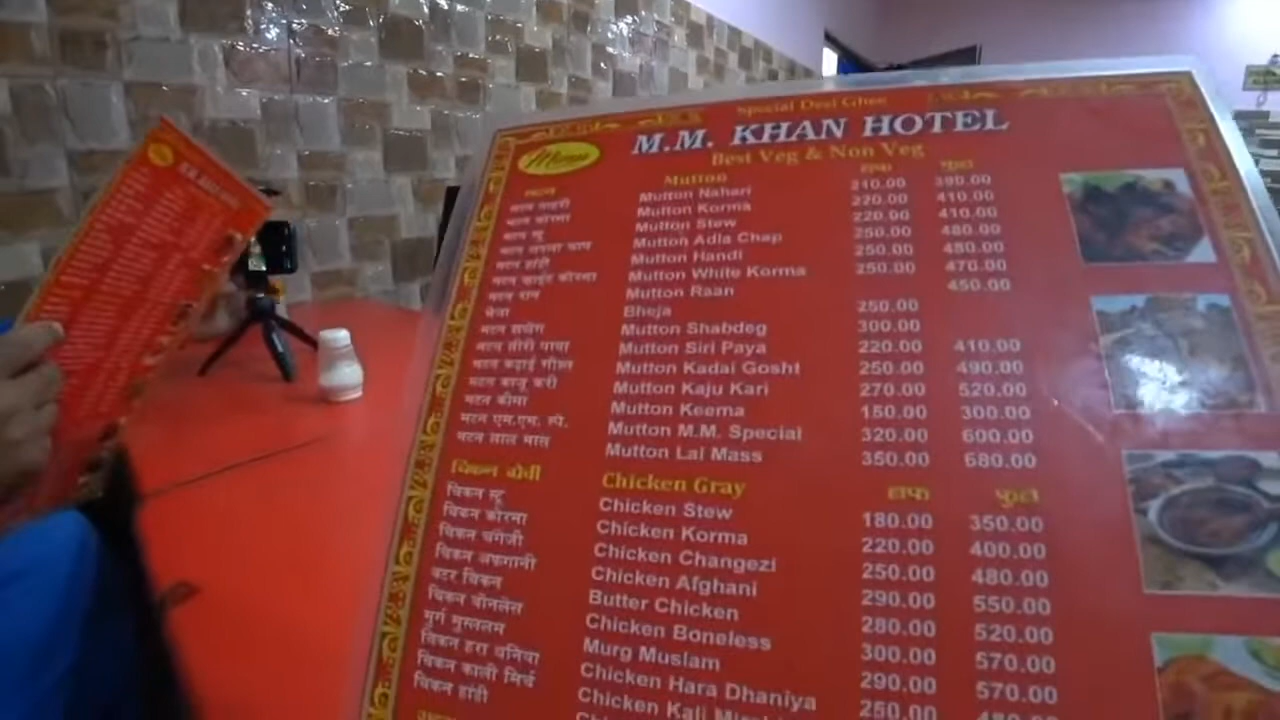 Special Desi Ghee
M.M. KHAN HOTEL
Menu
Best Veg & Non Veg
मटन Mutton हाफ फुल
मटन नाहरी Mutton Nahari 210.00 390.00
मटन कोरमा Mutton Korma 220.00 410.00
मटन स्टू Mutton Stew 220.00 410.00
मटन चाप Mutton Adla Chap 250.00 480.00
मटन हांडी Mutton Handi 250.00 480.00
मटन व्हाईट कोरमा Mutton White Korma 250.00 470.00
मटन रान Mutton Raan 450.00
भेजा Bheja 250.00
मटन शबदेग Mutton Shabdeg 300.00
मटन सीरी पाया Mutton Siri Paya 220.00 410.00
मटन कढ़ाई गोश्त Mutton Kadai Gosht 250.00 490.00
मटन काजू करी Mutton Kaju Kari 270.00 520.00
मटन कीमा Mutton Keema 150.00 300.00
मटन एम.एम. स्पे. Mutton M.M. Special 320.00 600.00
मटन लाल मास Mutton Lal Mass 350.00 680.00
चिकन ग्रेवी Chicken Gray हाफ फुल
चिकन स्टू Chicken Stew 180.00 350.00
चिकन कोरमा Chicken Korma 220.00 400.00
चिकन चंगेजी Chicken Changezi 250.00 480.00
चिकन अफगानी Chicken Afghani 290.00 550.00
बटर चिकन Butter Chicken 280.00 520.00
चिकन बोनलेस Chicken Boneless 300.00 570.00
मुर्ग मुसल्लम Murg Muslam 290.00 570.00
चिकन हरा धनिया Chicken Hara Dhaniya 250.00
चिकन काली मिर्च Chicken Kali
चिकन हांडी